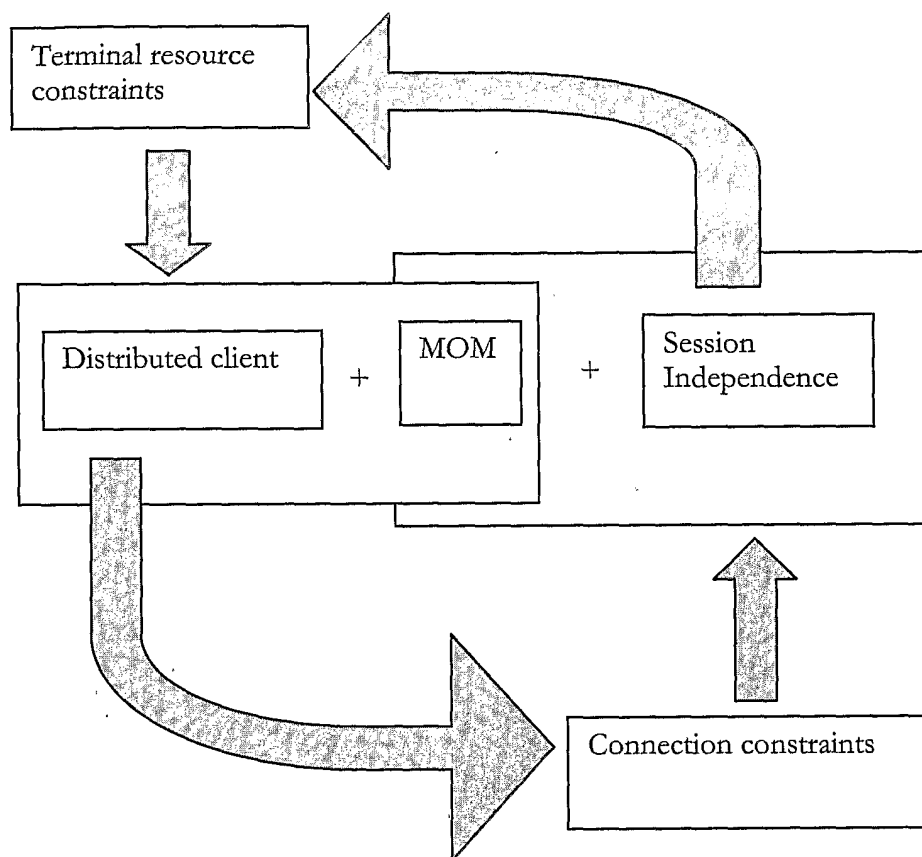 Terminal resource
constraints
Distributed client
+
MOM
+
Session
Independence
Connection constraints